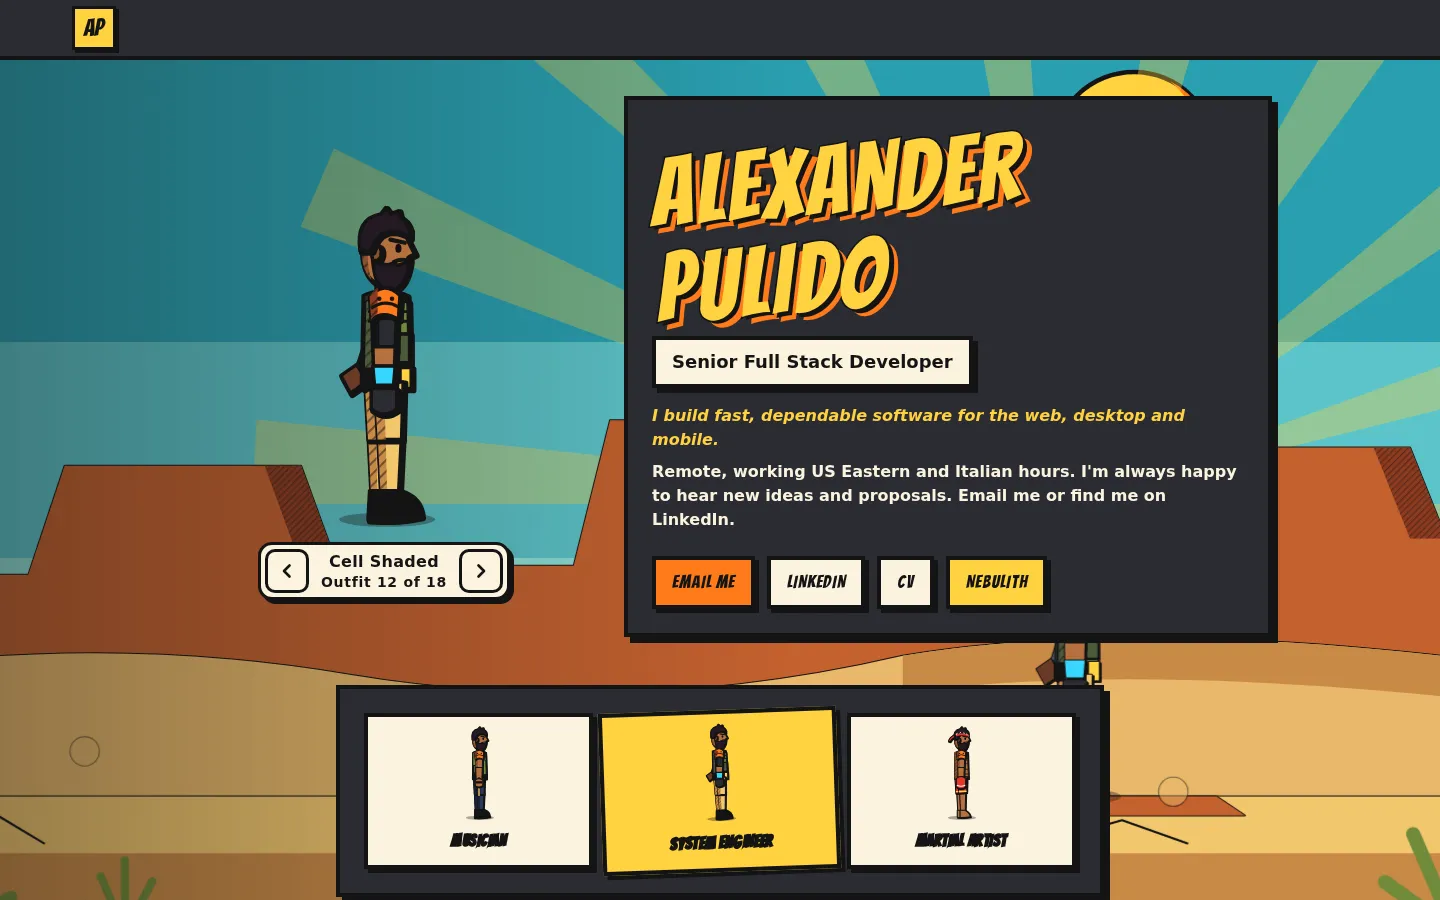 AP
ALEXANDER
PULIDO
Senior Full Stack Developer
I build fast, dependable software for the web, desktop and
mobile.
Remote, working US Eastern and Italian hours. I'm always happy
to hear new ideas and proposals. Email me or find me on
LinkedIn.
EMAIL ME
LINKEDIN
CV
NEBULITH
Cell Shaded
Outfit 12 of 18
MUSICIAN
SYSTEM ENGINEER
MARTIAL ARTIST